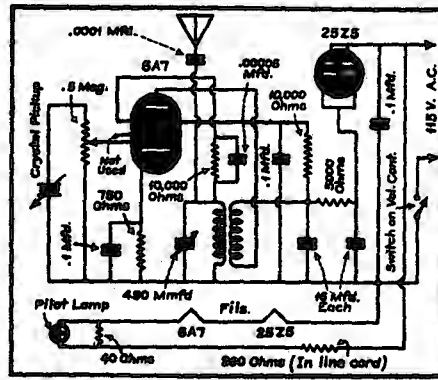 .0001 Mfd.
6A7
25Z5
.00005
Mfd.
10,000
Ohms
.5 Meg.
Crystal Pickup
Not
Used
10,000
Ohms
750
Ohms
.1 Mfd.
.1 Mfd.
5000
Ohms
.1 Mfd.
115 V. A.C.
Switch on Vol. Cont.
450 Mmfd
16 Mfd.
Each
Pilot Lamp
Fils.
6A7
25Z5
40 Ohms
(In line cord)